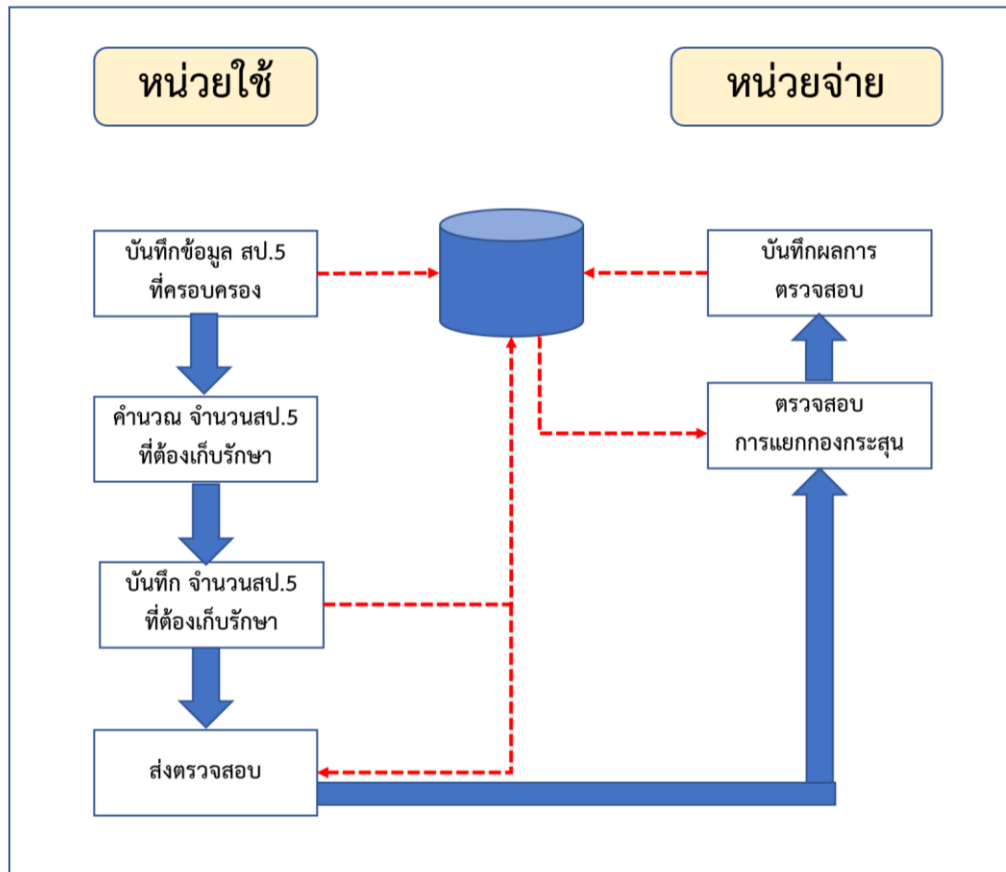 หน่วยใช้
หน่วยจ่าย
บันทึกข้อมูล สป.5
ที่ครอบครอง
บันทึกผลการ
ตรวจสอบ
คำนวณ จำนวนสป.5
ที่ต้องเก็บรักษา
ตรวจสอบ
การแยกกองกระสุน
บันทึก จำนวนสป.5
ที่ต้องเก็บรักษา
ส่งตรวจสอบ